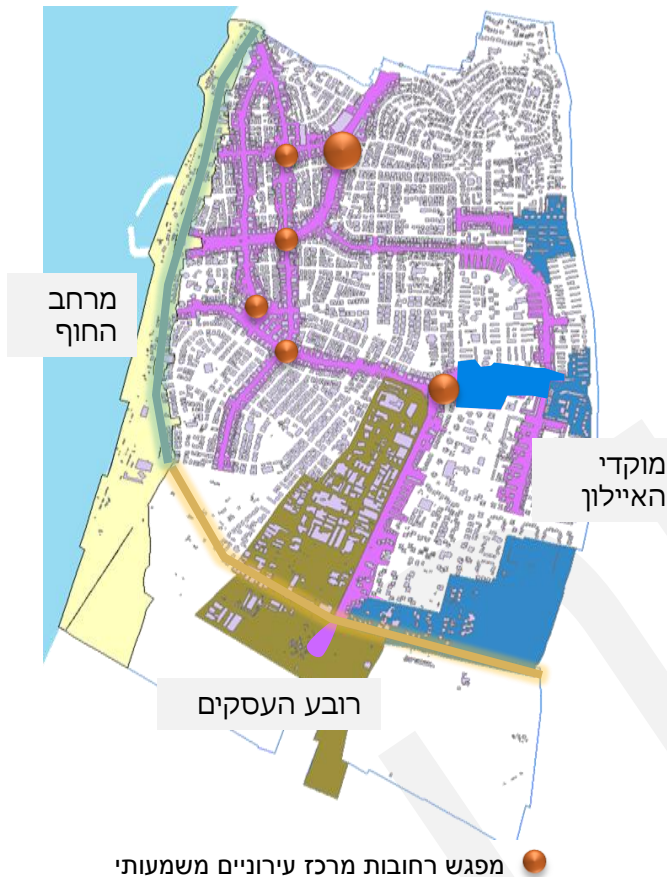 מרחב
החוף
מוקדי
האיילון
רובע העסקים
מפגש רחובות מרכז עירוניים משמעותי